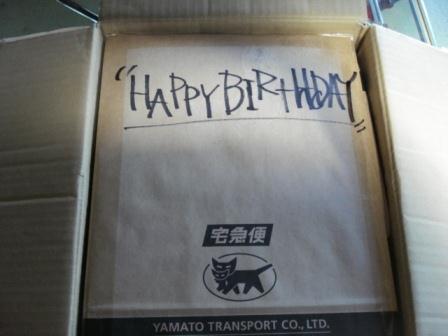 "HAPPY BIRtHDAY"
宅急便
YAMATO TRANSPORT CO., LTD.